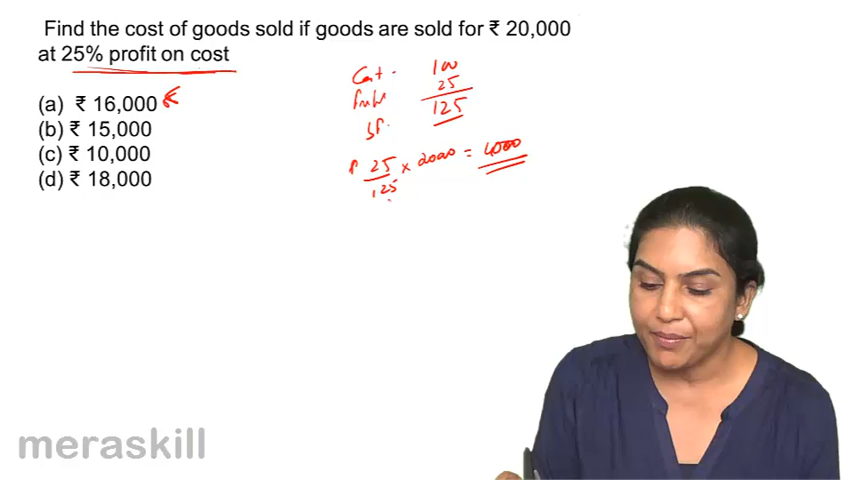 Find the cost of goods sold if goods are sold for ₹ 20,000
at 25% profit on cost
(a) ₹ 16,000
(b) ₹ 15,000
(c) ₹ 10,000
(d) ₹ 18,000
Cost 100
25
SP 125
25/125 × 20000 = 4000
meraskill